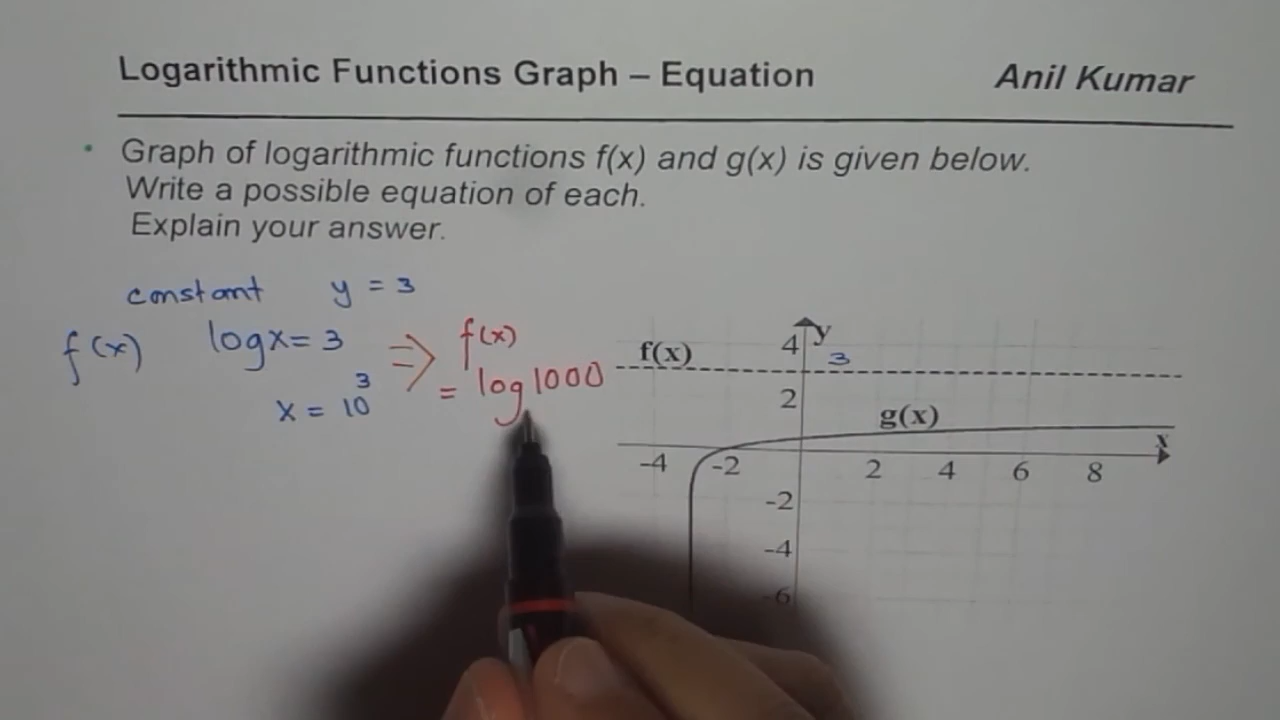 Logarithmic Functions Graph – Equation Anil Kumar
• Graph of logarithmic functions f(x) and g(x) is given below.
Write a possible equation of each.
Explain your answer.
constant y = 3
f(x) log x = 3 ⇒ f(x)
= log 1000
x = 10³
f(x) 4 y
3
2
g(x)
x
-4 -2 2 4 6 8
-2
-4
-6